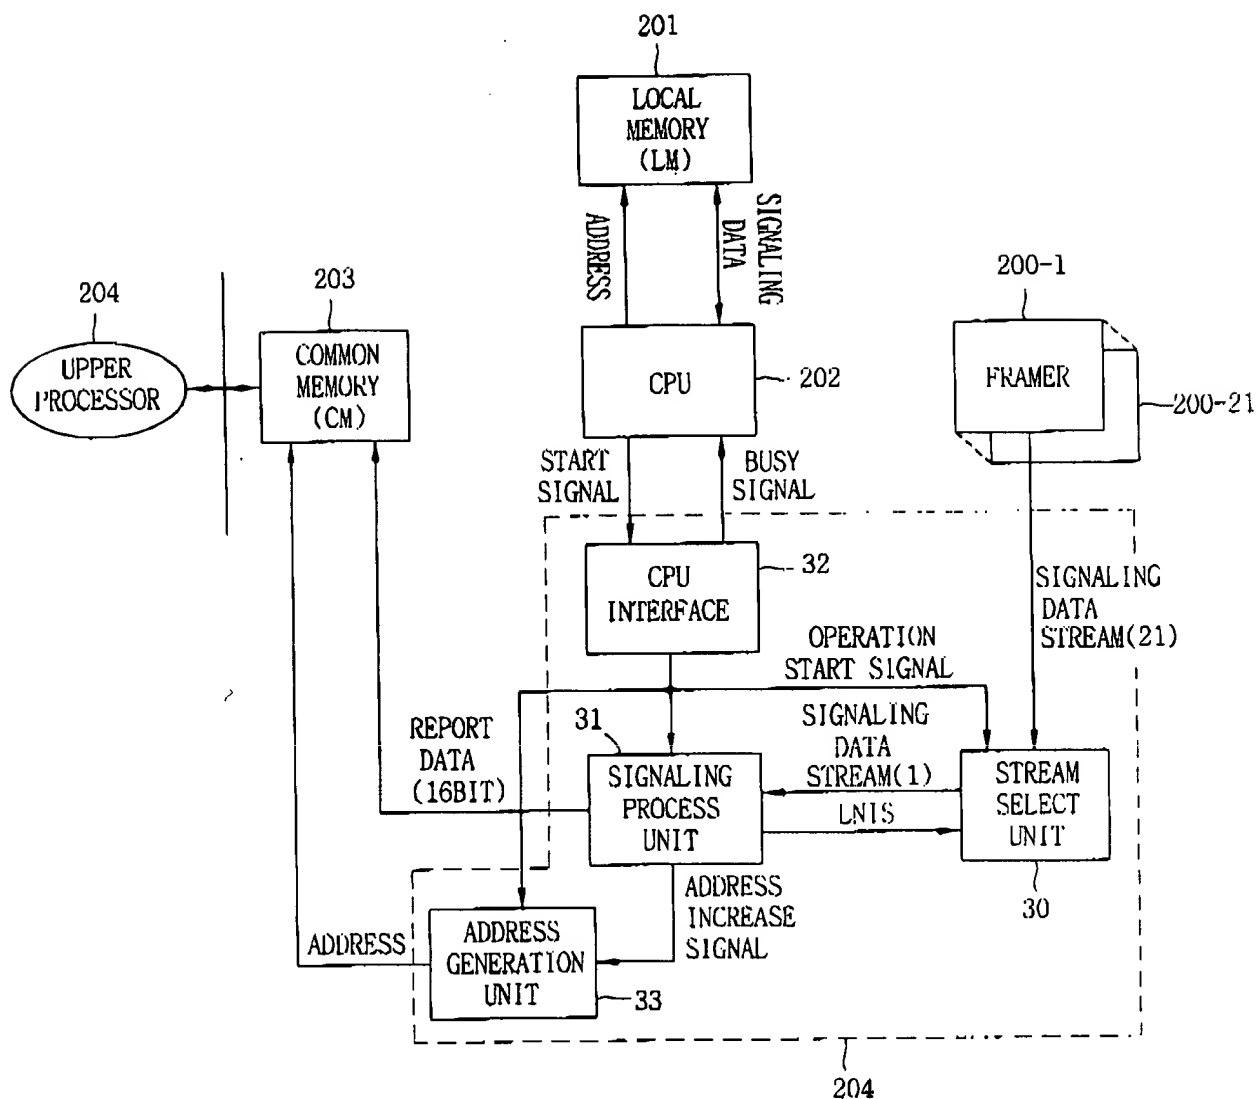 201
LOCAL
MEMORY
(LM)
ADDRESS
SIGNALING
DATA
204
UPPER
PROCESSOR
203
COMMON
MEMORY
(CM)
CPU
202
200-1
FRAMER
200-21
START
SIGNAL
BUSY
SIGNAL
CPU
INTERFACE
32
SIGNALING
DATA
STREAM(21)
OPERATION
START SIGNAL
REPORT
DATA
(16BIT)
31
SIGNALING
PROCESS
UNIT
SIGNALING
DATA
STREAM(1)
LNIS
STREAM
SELECT
UNIT
30
ADDRESS
INCREASE
SIGNAL
ADDRESS
ADDRESS
GENERATION
UNIT
33
204